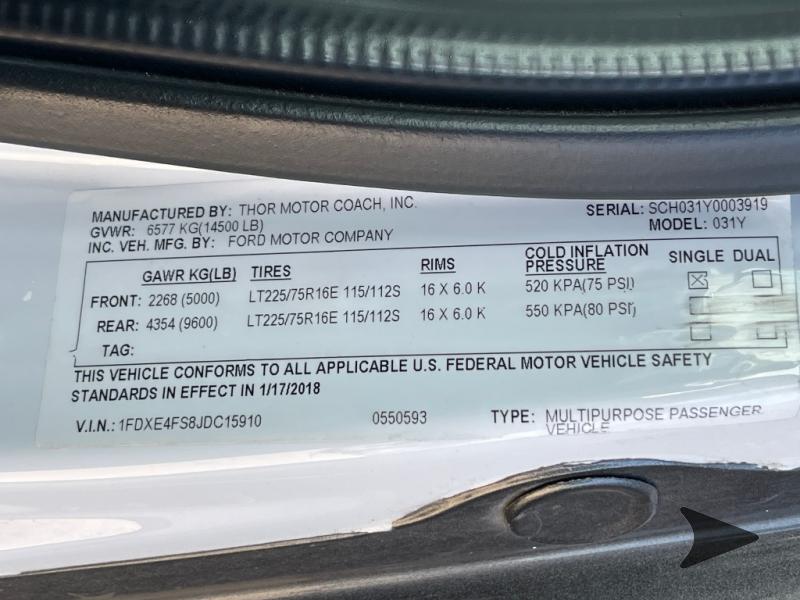 MANUFACTURED BY: THOR MOTOR COACH, INC. SERIAL: SCH031Y0003919
GVWR: 6577 KG(14500 LB) MODEL: 031Y
INC. VEH. MFG. BY: FORD MOTOR COMPANY
GAWR KG(LB) TIRES RIMS COLD INFLATION PRESSURE SINGLE DUAL
FRONT: 2268 (5000) LT225/75R16E 115/112S 16 X 6.0 K 520 KPA(75 PSI)
REAR: 4354 (9600) LT225/75R16E 115/112S 16 X 6.0 K 550 KPA(80 PSI)
TAG:
THIS VEHICLE CONFORMS TO ALL APPLICABLE U.S. FEDERAL MOTOR VEHICLE SAFETY
STANDARDS IN EFFECT IN 1/17/2018
V.I.N.: 1FDXE4FS8JDC15910 0550593 TYPE: MULTIPURPOSE PASSENGER
VEHICLE